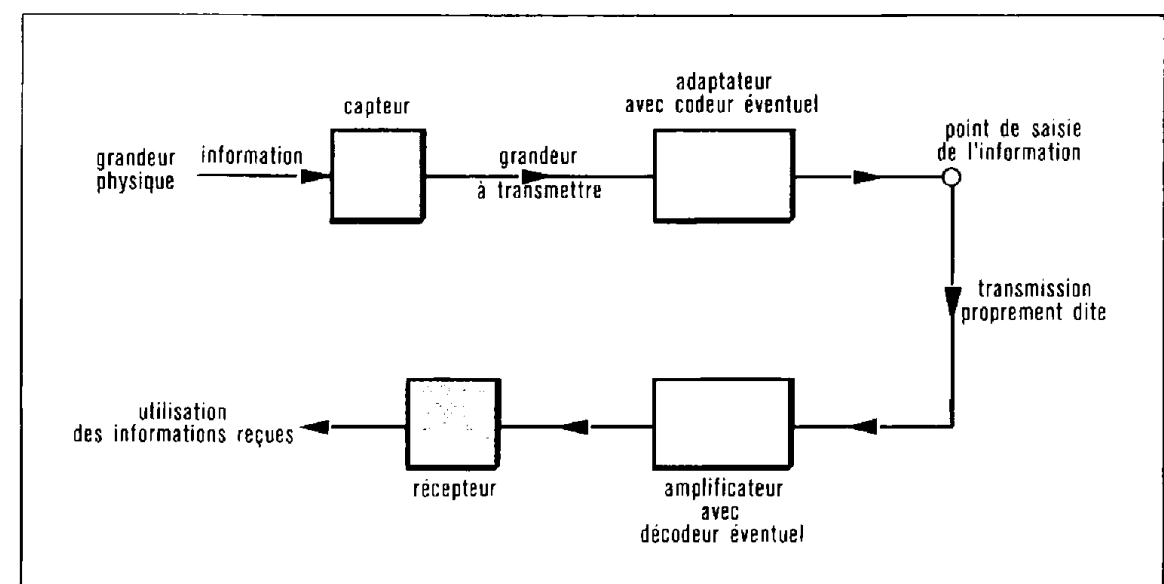 capteur
adaptateur
avec codeur éventuel
grandeur
physique
information
grandeur
à transmettre
point de saisie
de l'information
transmission
proprement dite
utilisation
des informations reçues
récepteur
amplificateur
avec
décodeur éventuel